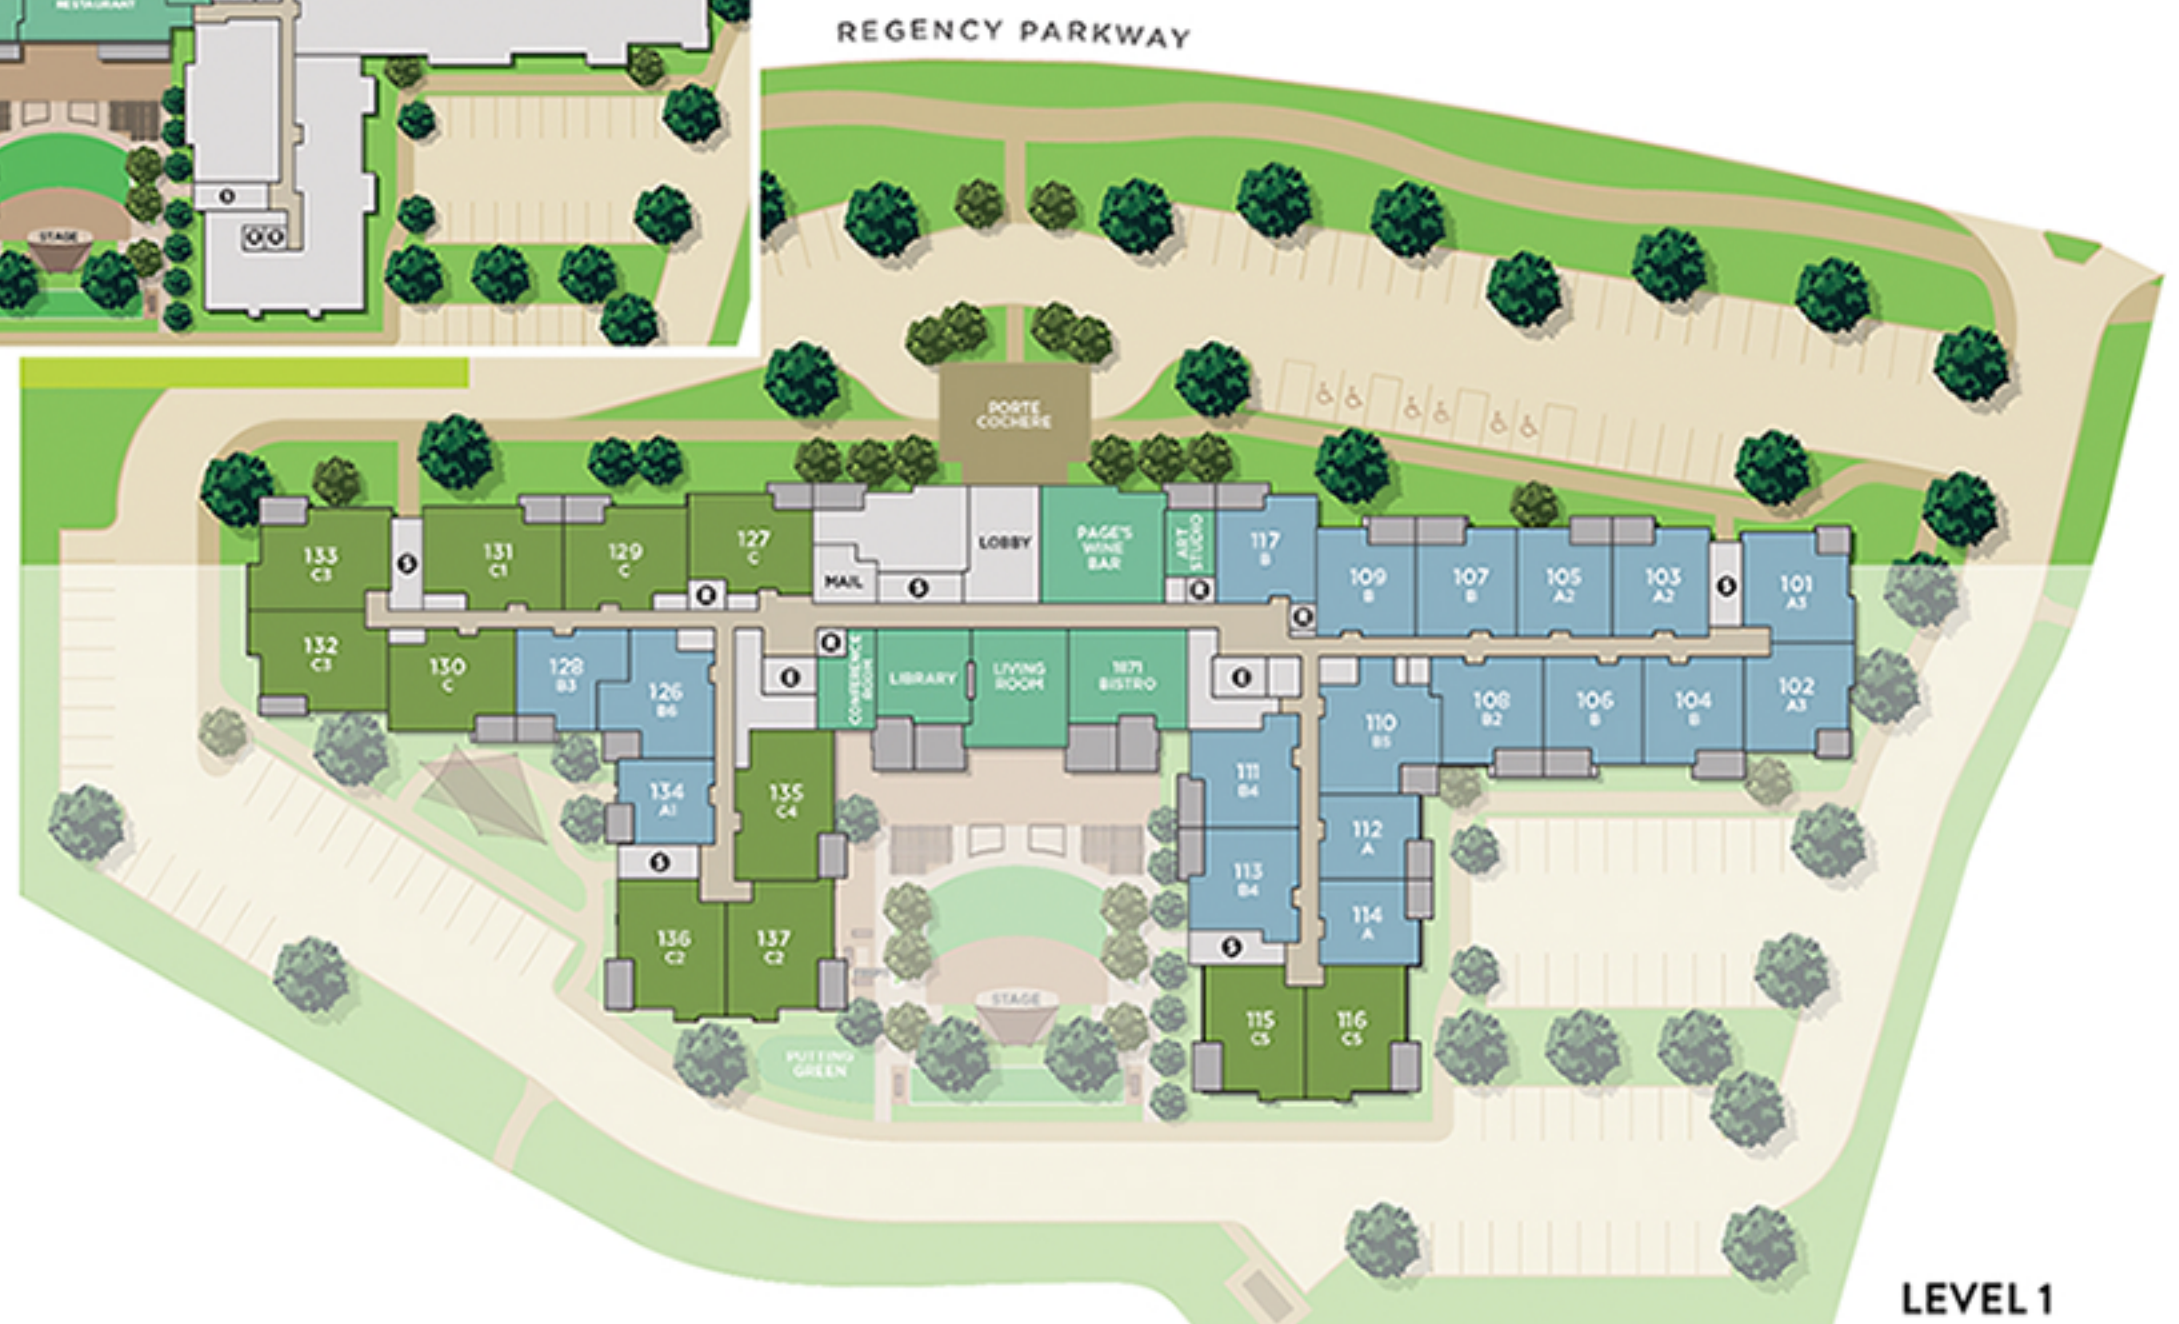 RESTAURANT
REGENCY PARKWAY
S
E E
STAGE
PORTE
COCHERE
133
C3
S
131
C1
129
C
127
C
R
MAIL
S
LOBBY
PAGE'S
WINE
BAR
ART
STUDIO
R
117
B
R
109
B
107
B
105
A2
103
A2
S
101
A3
132
C3
130
C
128
B3
126
B6
E
R
CONFERENCE
ROOM
LIBRARY
LIVING
ROOM
1871
BISTRO
E
110
B5
108
B2
106
B
104
B
102
A3
134
A1
S
135
C4
111
B4
112
A
113
B4
114
A
S
136
C2
137
C2
STAGE
115
C5
116
C5
PUTTING
GREEN
LEVEL 1